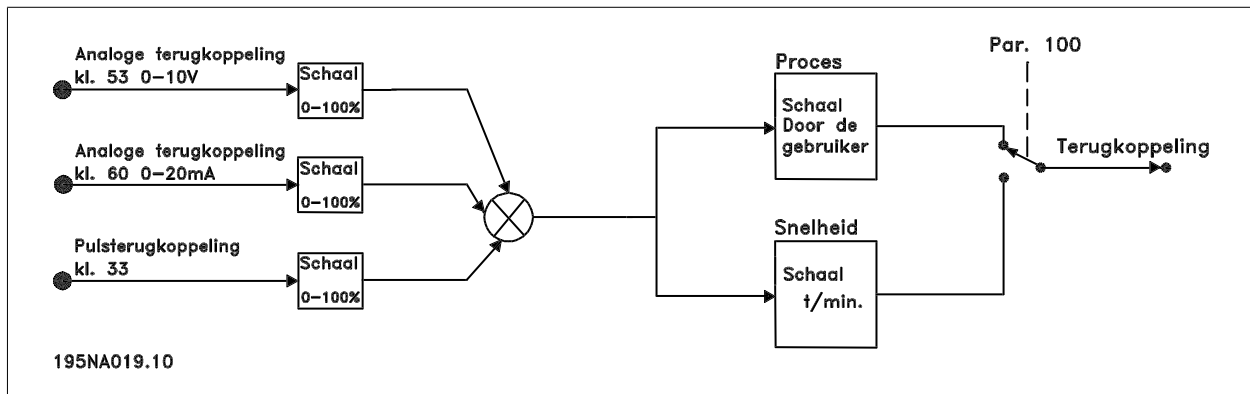 Analoge terugkoppeling
kl. 53 0-10V
Schaal
0-100%
Analoge terugkoppeling
kl. 60 0-20mA
Schaal
0-100%
Pulsterugkoppeling
kl. 33
Schaal
0-100%
Proces
Schaal
Door de
gebruiker
Snelheid
Schaal
t/min.
Par. 100
Terugkoppeling
195NA019.10